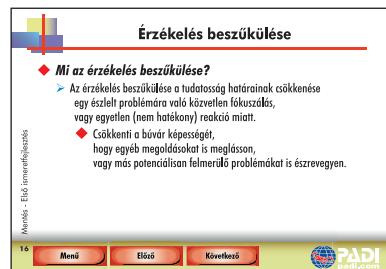 Érzékelés beszűkülése
Mi az érzékelés beszűkülése?
Az érzékelés beszűkülése a tudatosság határainak csökkenése
egy észlelt problémára való közvetlen fókuszálás,
vagy egyetlen (nem hatékony) reakció miatt.
Csökkenti a búvár képességét,
hogy egyéb megoldásokat is meglásson,
vagy más potenciálisan felmerülő problémákat is észrevegyen.
Mentés - Első ismeretfejlesztés
16
Menü
Előző
Következő
PADI
padi.com